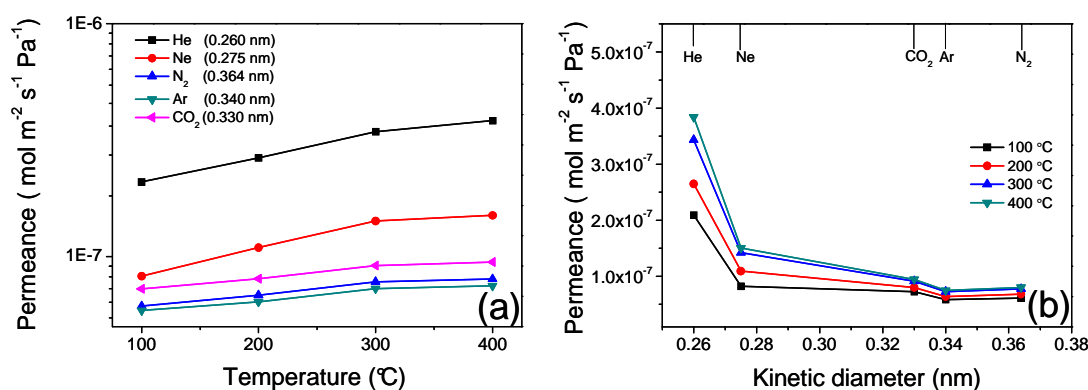 (a)
Permeance ( mol m⁻² s⁻¹ Pa⁻¹)
1E-6
1E-7
He (0.260 nm)
Ne (0.275 nm)
N₂ (0.364 nm)
Ar (0.340 nm)
CO₂ (0.330 nm)
100 200 300 400
Temperature (℃)
(b)
Permeance ( mol m⁻² s⁻¹ Pa⁻¹)
5.0x10⁻⁷
4.0x10⁻⁷
3.0x10⁻⁷
2.0x10⁻⁷
1.0x10⁻⁷
He Ne CO₂ Ar N₂
100 °C
200 °C
300 °C
400 °C
0.26 0.28 0.30 0.32 0.34 0.36 0.38
Kinetic diameter (nm)